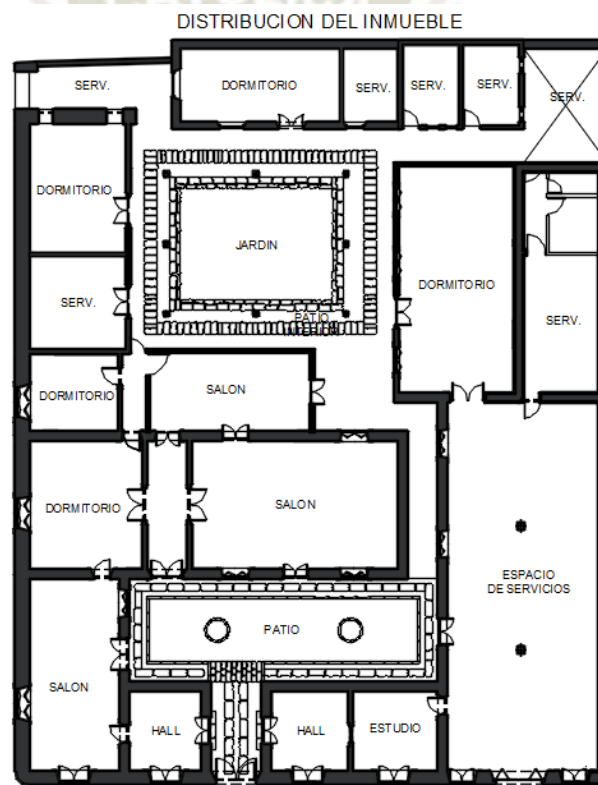 DISTRIBUCION DEL INMUEBLE
SERV.
DORMITORIO
SERV.
SERV.
SERV.
SERV.
DORMITORIO
JARDIN
DORMITORIO
SERV.
SERV.
PATIO
INTERIOR
DORMITORIO
SALON
DORMITORIO
SALON
ESPACIO
DE SERVICIOS
PATIO
SALON
HALL
HALL
ESTUDIO